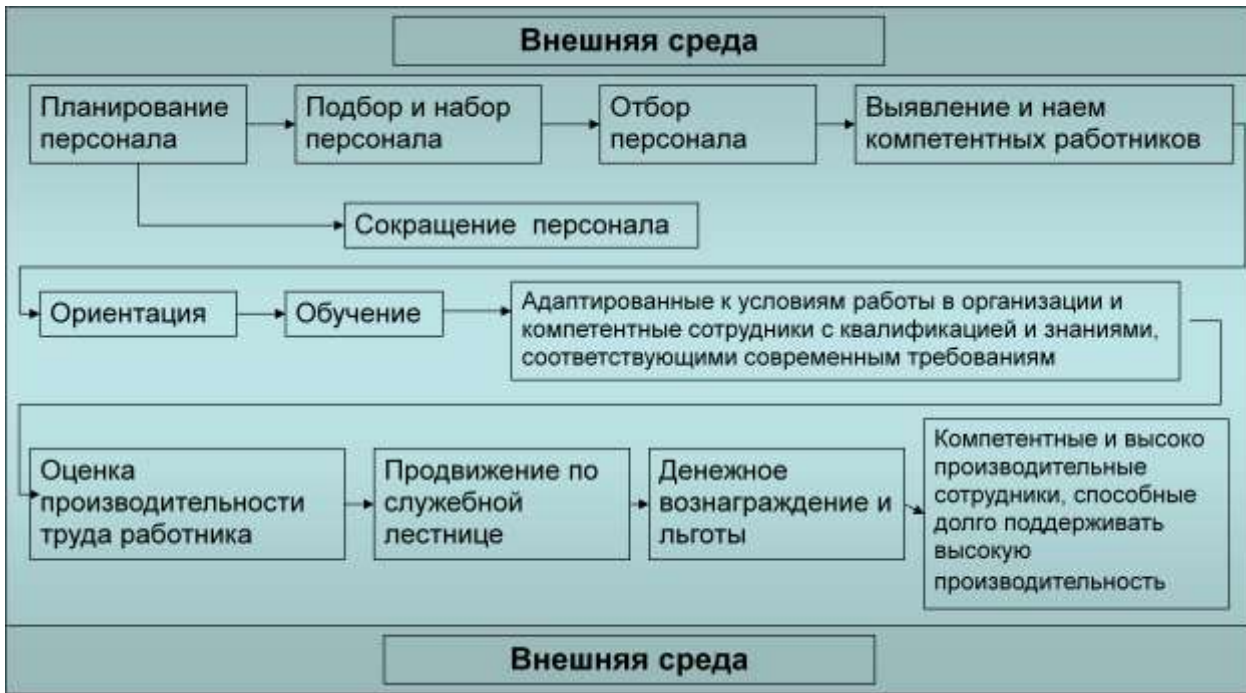 Внешняя среда
Планирование
персонала
Подбор и набор
персонала
Отбор
персонала
Выявление и наем
компетентных работников
Сокращение персонала
Ориентация
Обучение
Адаптированные к условиям работы в организации и
компетентные сотрудники с квалификацией и знаниями,
соответствующими современным требованиям
Оценка
производительности
труда работника
Продвижение по
служебной
лестнице
Денежное
вознаграждение и
льготы
Компетентные и высоко
производительные
сотрудники, способные
долго поддерживать
высокую
производительность
Внешняя среда